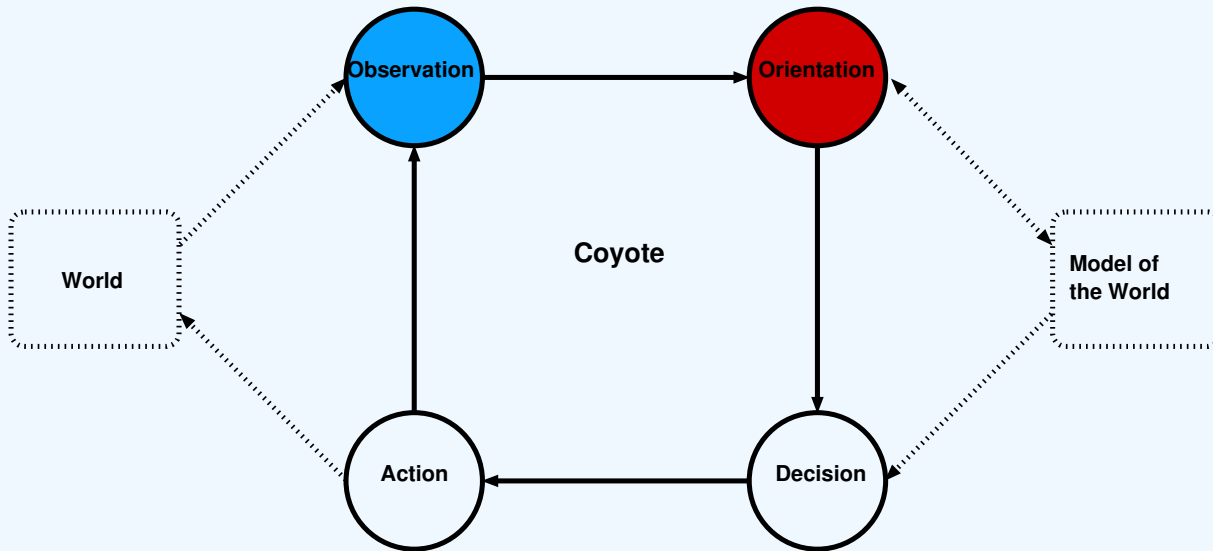 Observation
Orientation
Coyote
World
Model of
the World
Action
Decision